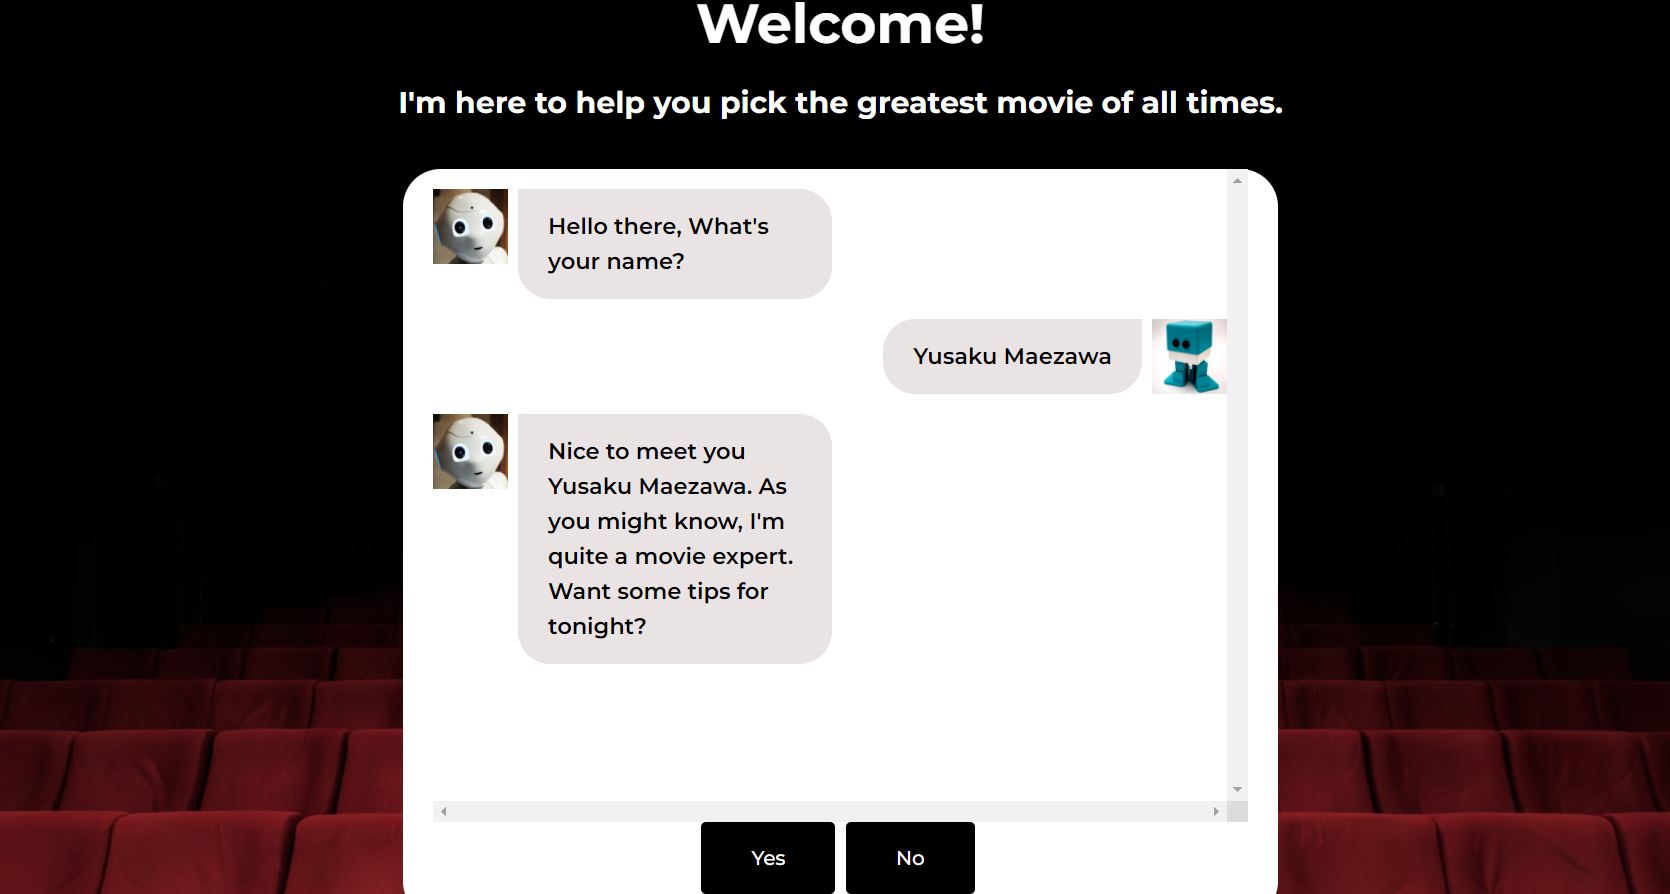 Welcome!
I'm here to help you pick the greatest movie of all times.
Hello there, What's
your name?
Yusaku Maezawa
Nice to meet you
Yusaku Maezawa. As
you might know, I'm
quite a movie expert.
Want some tips for
tonight?
Yes
No